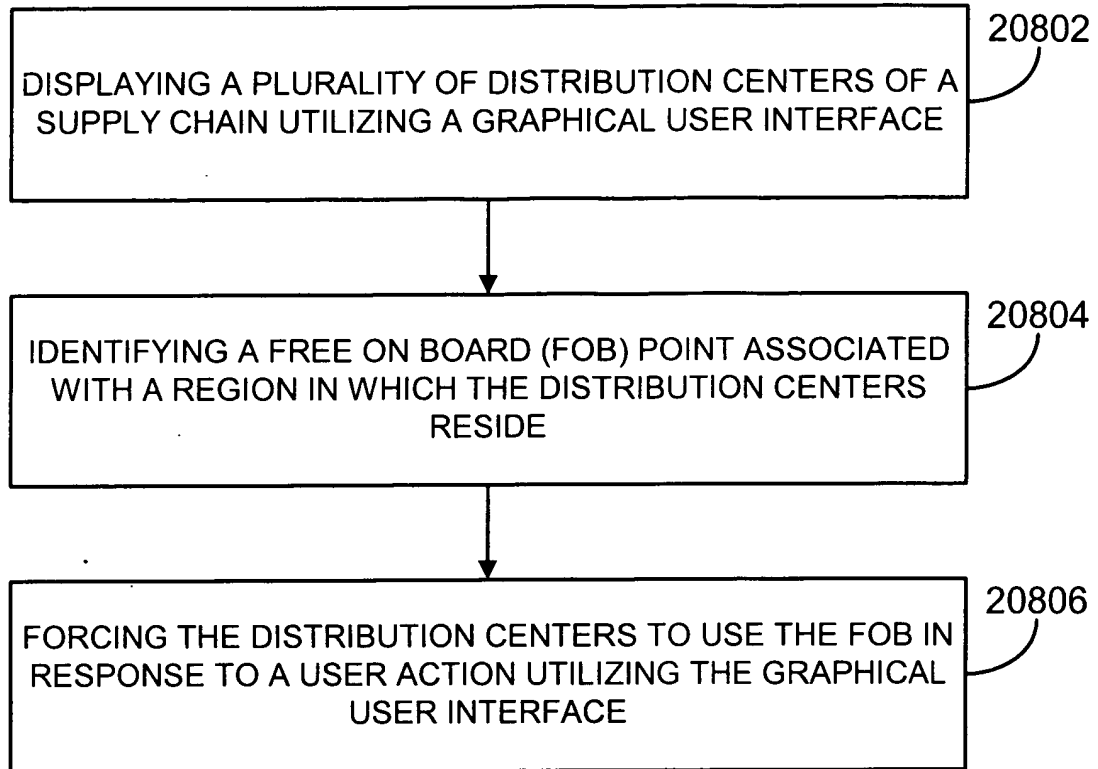 20802
DISPLAYING A PLURALITY OF DISTRIBUTION CENTERS OF A
SUPPLY CHAIN UTILIZING A GRAPHICAL USER INTERFACE
20804
IDENTIFYING A FREE ON BOARD (FOB) POINT ASSOCIATED
WITH A REGION IN WHICH THE DISTRIBUTION CENTERS
RESIDE
20806
FORCING THE DISTRIBUTION CENTERS TO USE THE FOB IN
RESPONSE TO A USER ACTION UTILIZING THE GRAPHICAL
USER INTERFACE